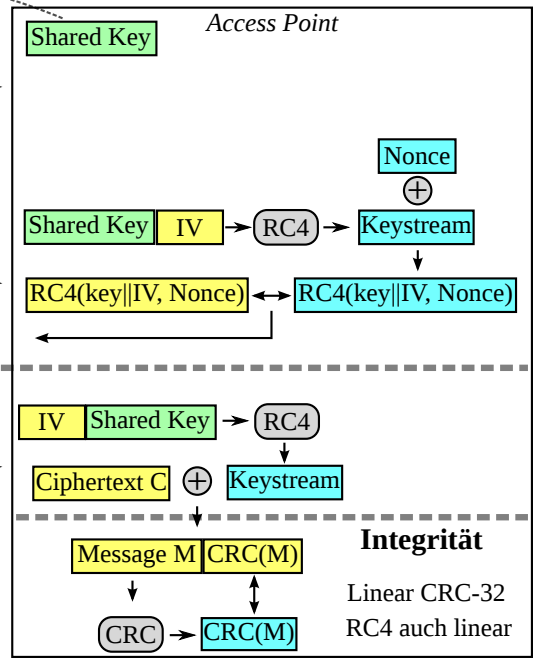 Access Point
Shared Key
Nonce
+
Shared Key IV RC4 Keystream
RC4(key||IV, Nonce) RC4(key||IV, Nonce)
IV Shared Key RC4
Ciphertext C + Keystream
Integrität
Message M CRC(M)
Linear CRC-32
CRC CRC(M) RC4 auch linear